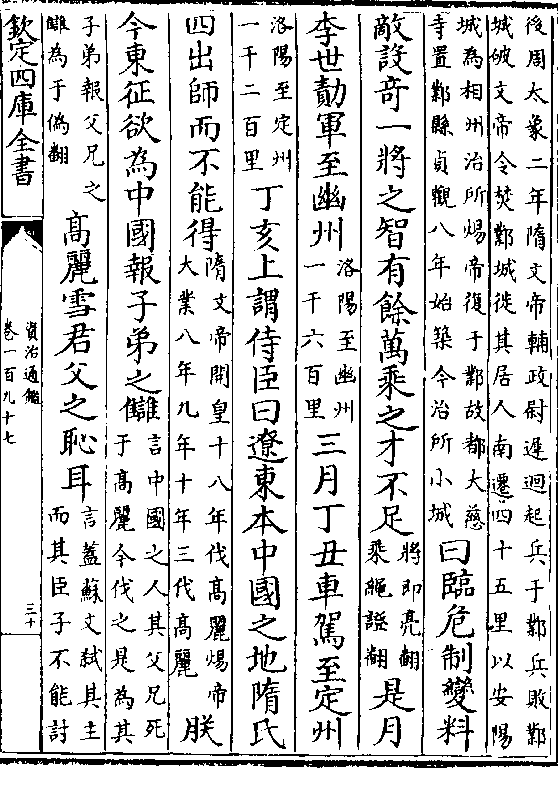 後周太象二年隋文帝輔政尉遲迴起兵于鄴兵敗鄴
城破文帝令焚鄴城徙其居人南遷四十五里以安陽
城為相州治所煬帝復于鄴故都大慈
寺置鄴縣貞觀八年始築今治所小城
曰臨危制變料
敵設奇一將之智有餘萬乘之才不足
將即亮翻
乘繩證翻
是月
李世勣軍至幽州
洛陽至幽州
一千六百里
三月丁丑車駕至定州
洛陽至定州
一千二百里
丁亥上謂侍臣曰遼東本中國之地隋氏
四出師而不能得
隋文帝開皇十八年伐高麗煬帝
大業八年九年十年三伐高麗
朕
今東征欲為中國報子弟之讎
言中國之人其父兄死
于高麗今伐之是為其
子弟報父兄之
讎為于偽翻
高麗雪君父之恥耳
言蓋蘇文弑其主
而其臣子不能討
欽定四庫全書
資治通鑑
卷一百九十七
三十